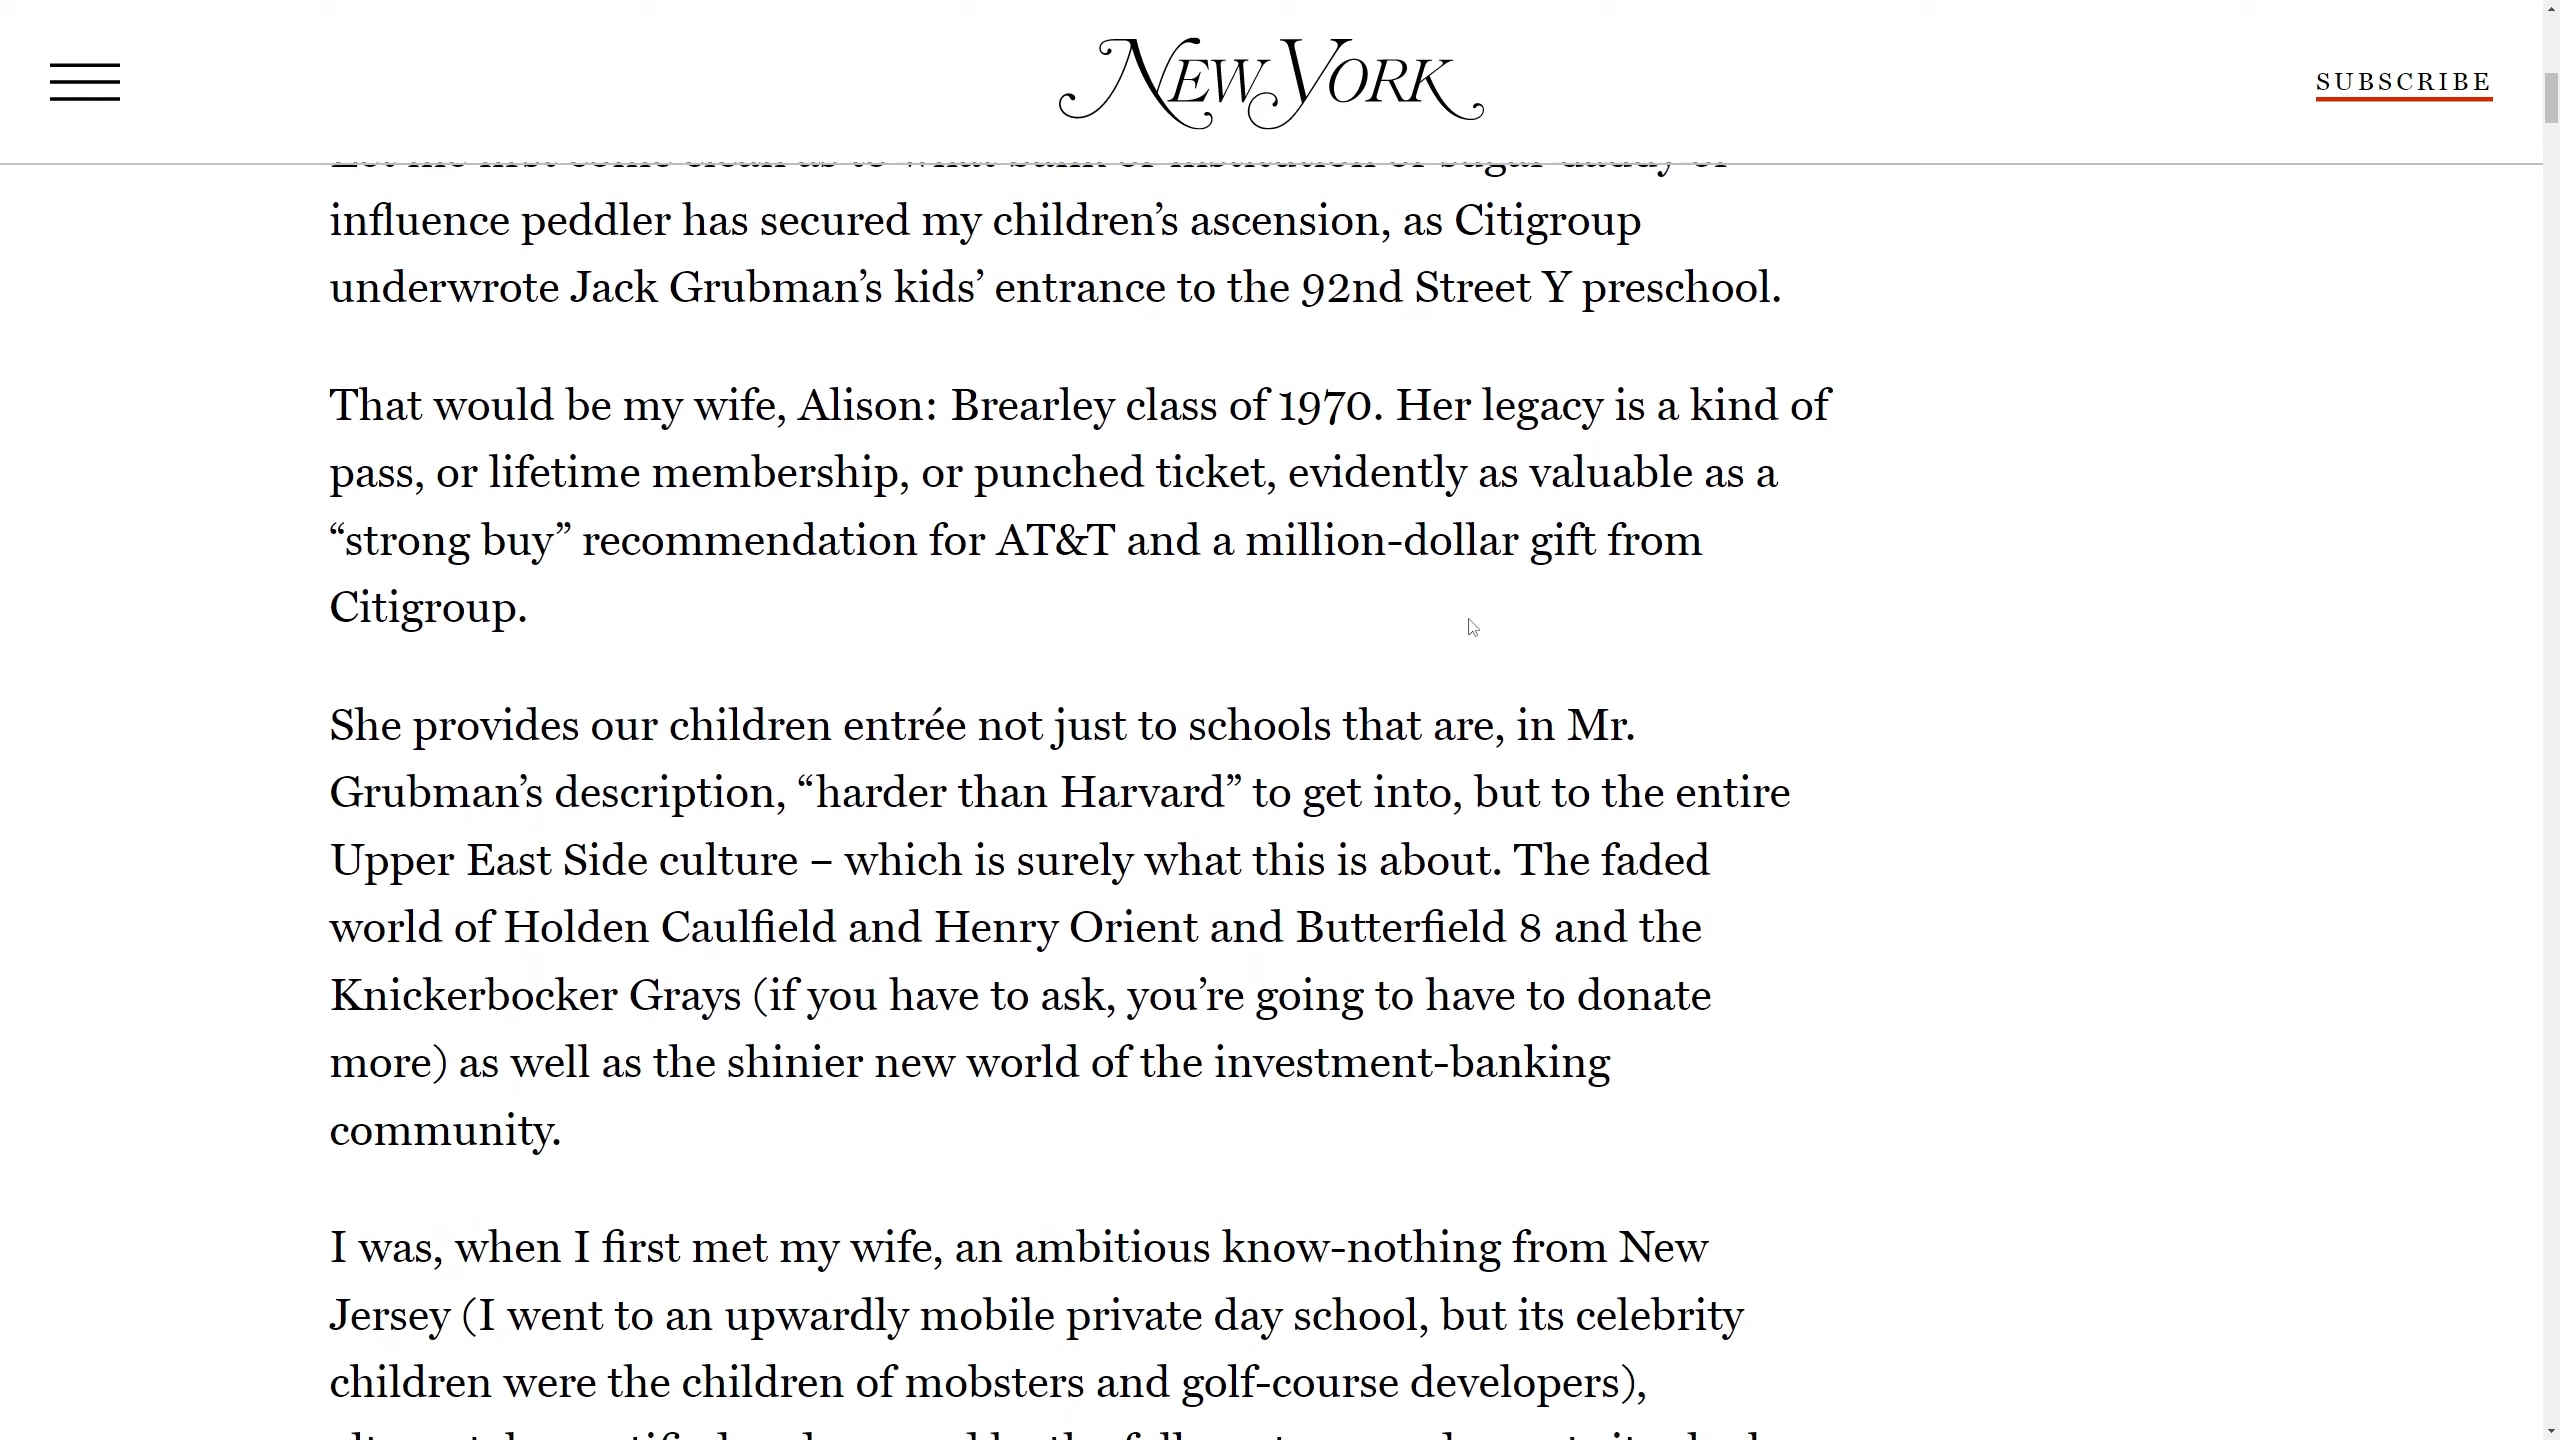 NEW YORK
SUBSCRIBE
influence peddler has secured my children’s ascension, as Citigroup
underwrote Jack Grubman’s kids’ entrance to the 92nd Street Y preschool.
That would be my wife, Alison: Brearley class of 1970. Her legacy is a kind of
pass, or lifetime membership, or punched ticket, evidently as valuable as a
“strong buy” recommendation for AT&T and a million-dollar gift from
Citigroup.
She provides our children entrée not just to schools that are, in Mr.
Grubman’s description, “harder than Harvard” to get into, but to the entire
Upper East Side culture – which is surely what this is about. The faded
world of Holden Caulfield and Henry Orient and Butterfield 8 and the
Knickerbocker Grays (if you have to ask, you’re going to have to donate
more) as well as the shinier new world of the investment-banking
community.
I was, when I first met my wife, an ambitious know-nothing from New
Jersey (I went to an upwardly mobile private day school, but its celebrity
children were the children of mobsters and golf-course developers),